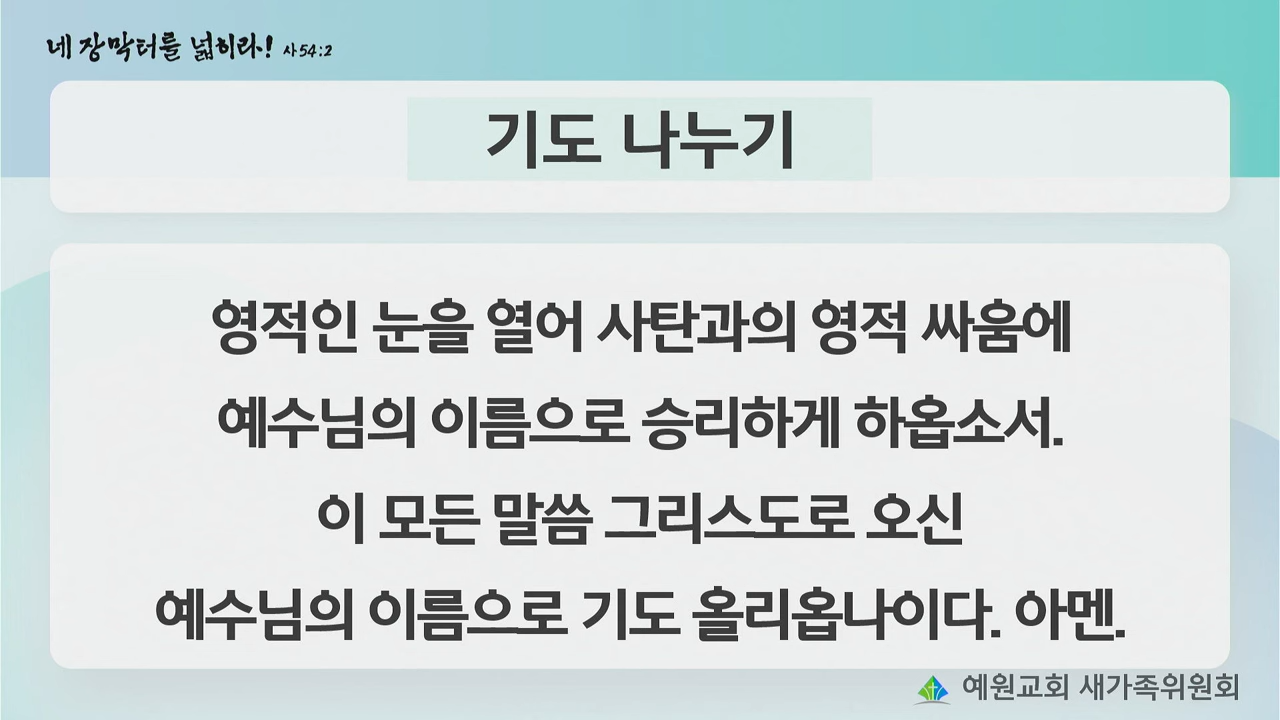 네 장막터를 넓히라! 사54:2
기도 나누기
영적인 눈을 열어 사탄과의 영적 싸움에
예수님의 이름으로 승리하게 하옵소서.
이 모든 말씀 그리스도로 오신
예수님의 이름으로 기도 올리옵나이다. 아멘.
예원교회 새가족위원회